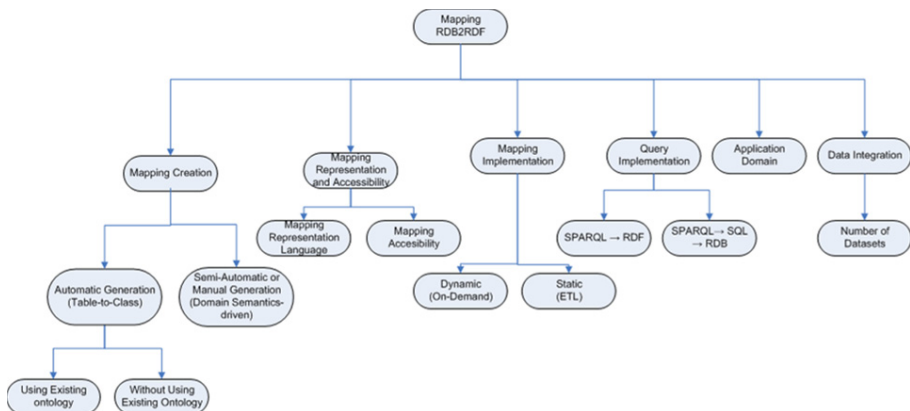 Mapping
RDB2RDF
Mapping Creation
Mapping
Representation
and Accessibility
Mapping
Implementation
Query
Implementation
Application
Domain
Data Integration
Mapping
Representation
Language
Mapping
Accesibility
SPARQL → RDF
SPARQL→ SQL
→ RDB
Number of
Datasets
Automatic Generation
(Table-to-Class)
Semi-Automatic or
Manual Generation
(Domain Semantics-
driven)
Dynamic
(On-Demand)
Static
(ETL)
Using Existing
ontology
Without Using
Existing Ontology